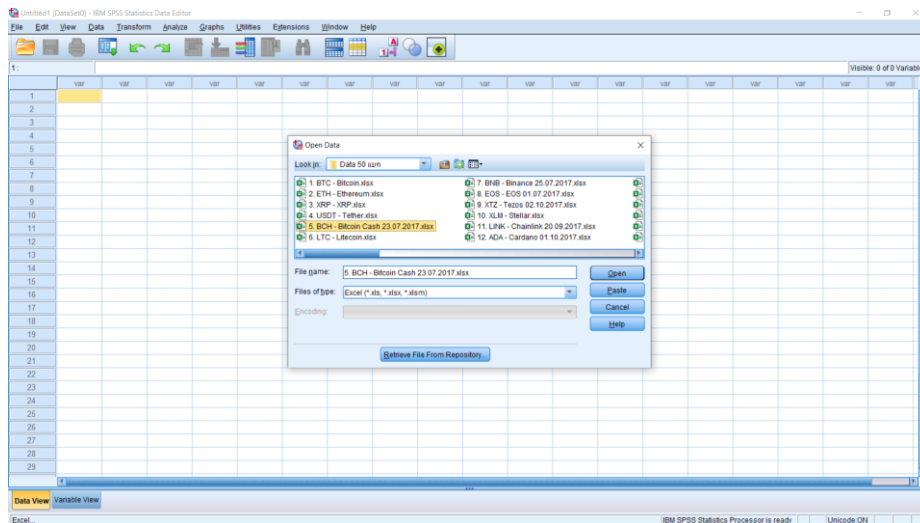 Untitled1 [DataSet0] - IBM SPSS Statistics Data Editor
File Edit View Data Transform Analyze Graphs Utilities Extensions Window Help
1 :
Visible: 0 of 0 Variabl
var var var var var var var var var var var var var var var var var var var
1
2
3
4
5
6
7
8
9
10
11
12
13
14
15
16
17
18
19
20
21
22
23
24
25
26
27
28
29
Open Data
Look in: Data 50 ширп
1. BTC - Bitcoin.xlsx
2. ETH - Ethereum.xlsx
3. XRP - XRP.xlsx
4. USDT - Tether.xlsx
5. BCH - Bitcoin Cash 23.07.2017.xlsx
6. LTC - Litecoin.xlsx
7. BNB - Binance 25.07.2017.xlsx
8. EOS - EOS 01.07.2017.xlsx
9. XTZ - Tezos 02.10.2017.xlsx
10. XLM - Stellar.xlsx
11. LINK - Chainlink 20.09.2017.xlsx
12. ADA - Cardano 01.10.2017.xlsx
File name: 5. BCH - Bitcoin Cash 23.07.2017.xlsx
Files of type: Excel (*.xls, *.xlsx, *.xlsm)
Encoding:
Open
Paste
Cancel
Help
Retrieve File From Repository...
Data View Variable View
Excel...
IBM SPSS Statistics Processor is ready
Unicode:ON